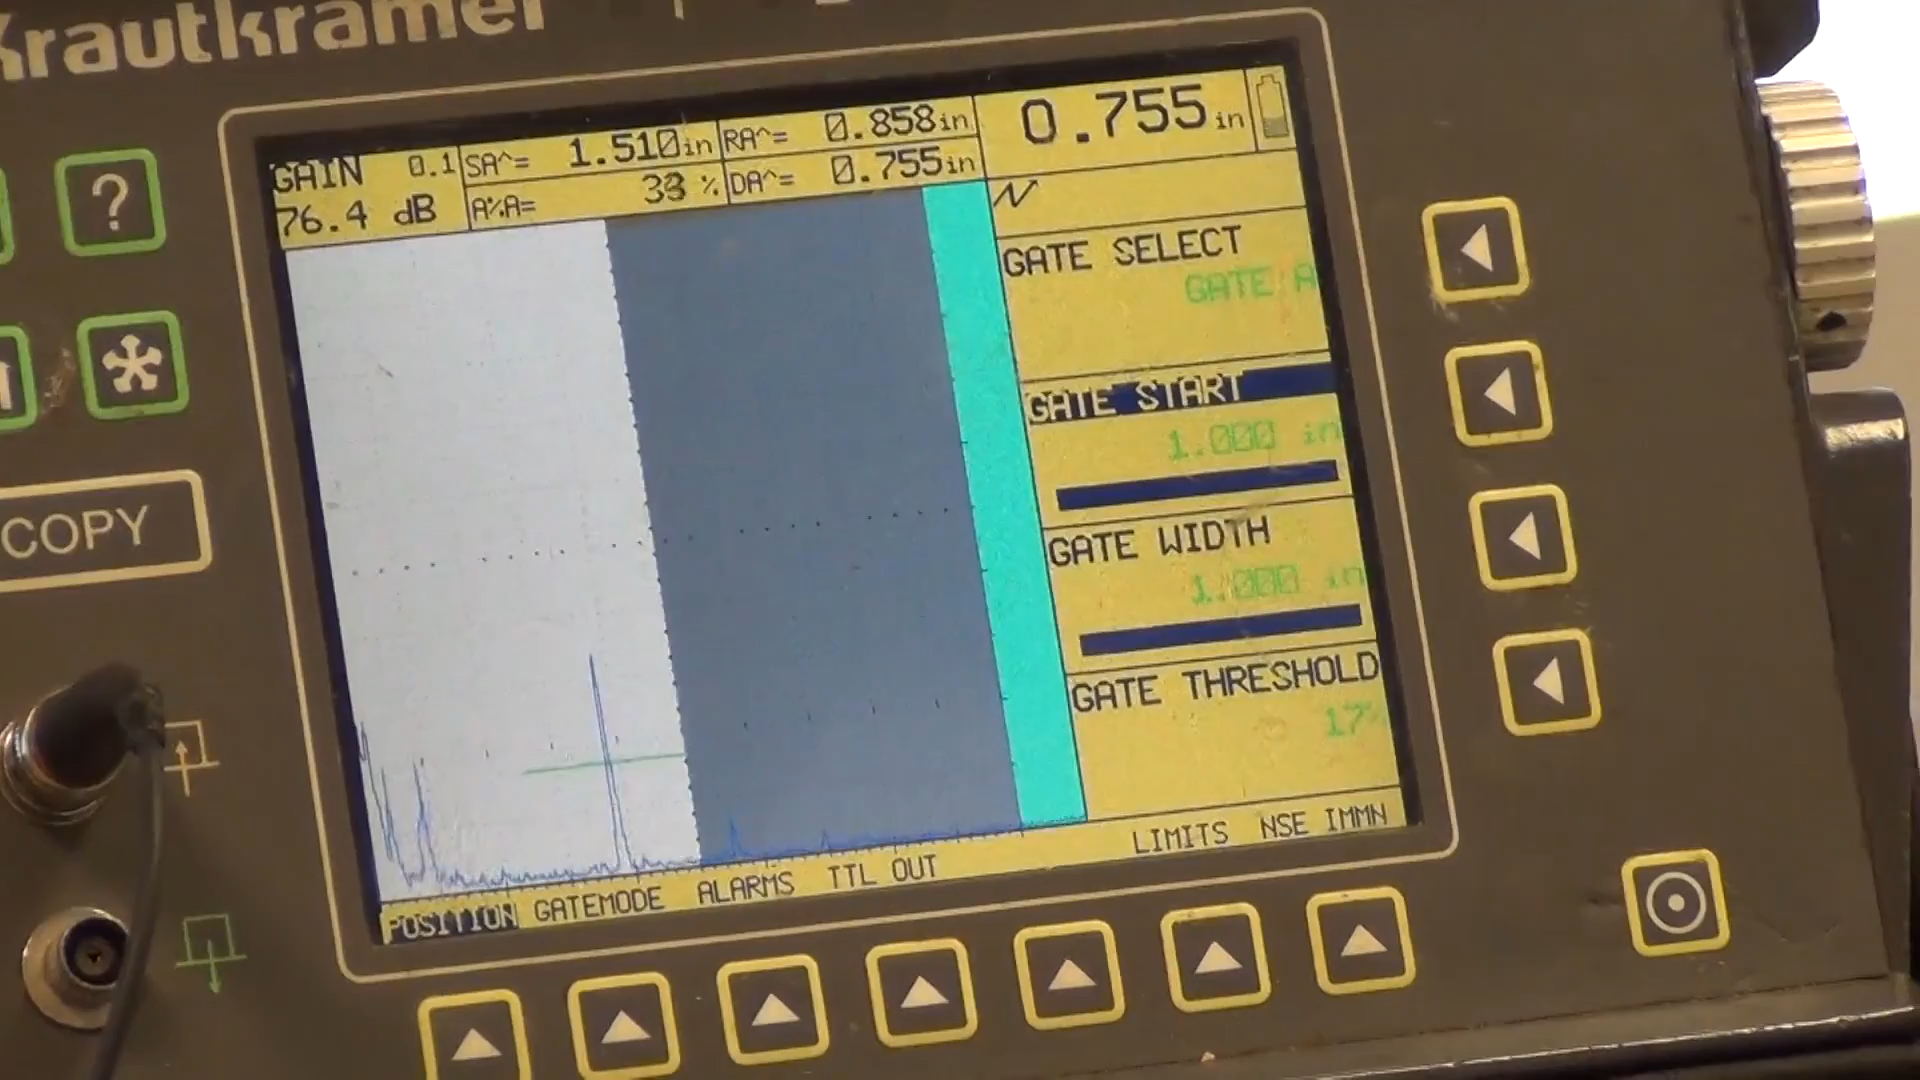 Krautkramer
GAIN 0.1
76.4 dB
SA^= 1.510in
A%A= 33 %
RA^= 0.858in
DA^= 0.755in
0.755 in
GATE SELECT
GATE A
GATE START
1.000 in
GATE WIDTH
1.000 in
GATE THRESHOLD
17%
LIMITS NSE IMMN
POSITION GATEMODE ALARMS TTL OUT
?
COPY